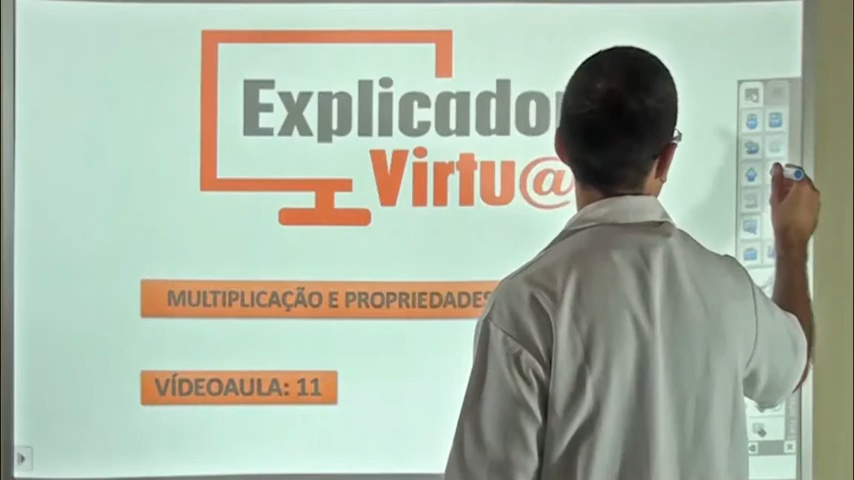 Explicador
Virtu@
MULTIPLICAÇÃO E PROPRIEDADES
VÍDEOAULA: 11